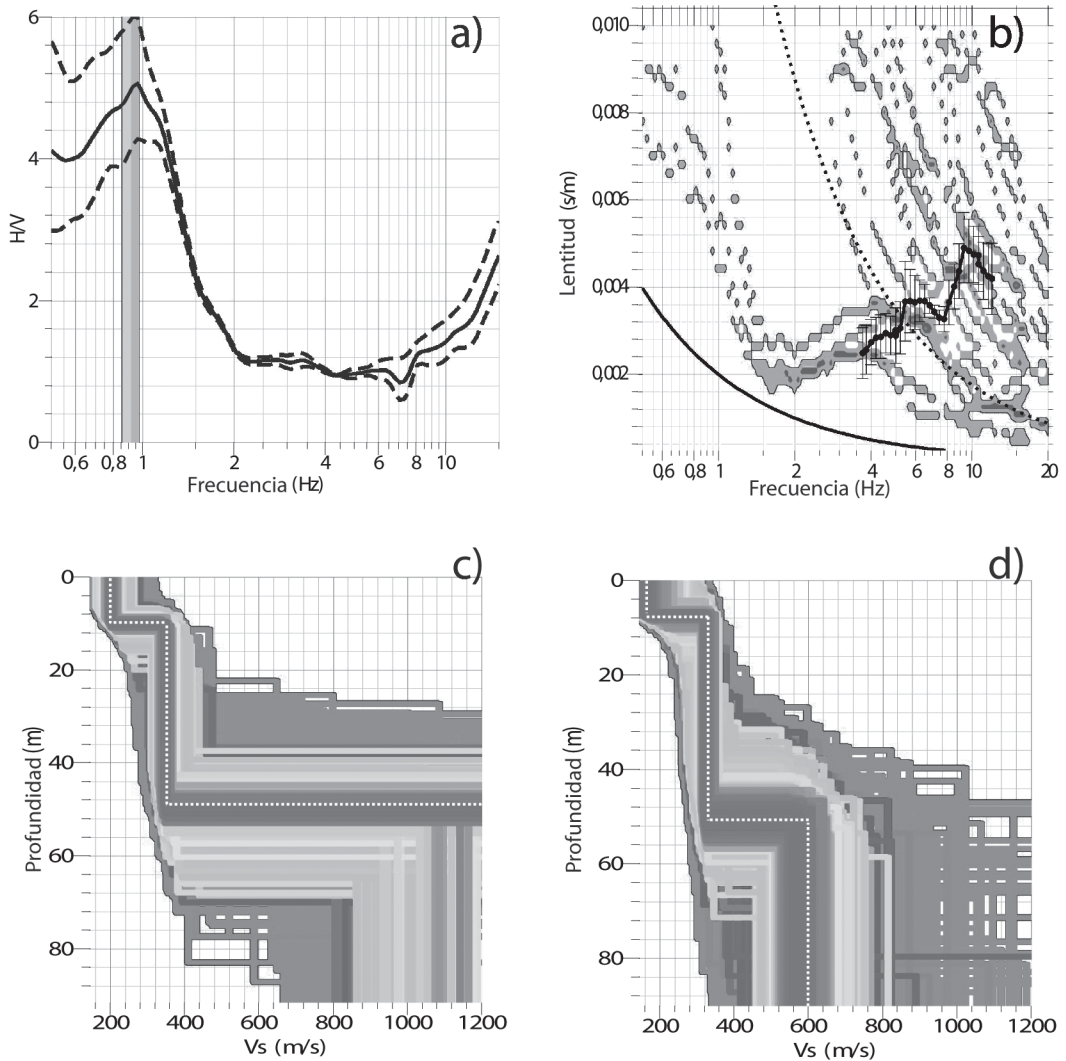 a)
6
4
2
0
H/V
0,6 0,8 1 2 4 6 8 10
Frecuencia (Hz)
b)
0,010
0,008
0,006
0,004
0,002
Lentitud (s/m)
0,6 0,8 1 2 4 6 8 10 20
Frecuencia (Hz)
c)
0
20
40
60
80
Profundidad (m)
200 400 600 800 1000 1200
Vs (m/s)
d)
0
20
40
60
80
Profundidad (m)
200 400 600 800 1000 1200
Vs (m/s)